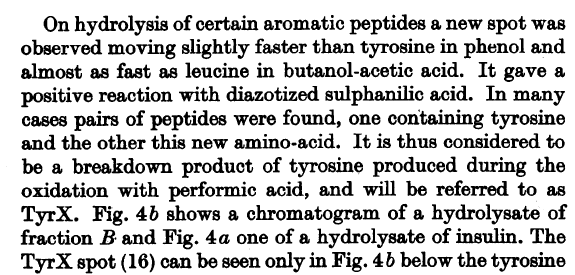 On hydrolysis of certain aromatic peptides a new spot was
observed moving slightly faster than tyrosine in phenol and
almost as fast as leucine in butanol-acetic acid. It gave a
positive reaction with diazotized sulphanilic acid. In many
cases pairs of peptides were found, one containing tyrosine
and the other this new amino-acid. It is thus considered to
be a breakdown product of tyrosine produced during the
oxidation with performic acid, and will be referred to as
TyrX. Fig. 4b shows a chromatogram of a hydrolysate of
fraction B and Fig. 4a one of a hydrolysate of insulin. The
TyrX spot (16) can be seen only in Fig. 4b below the tyrosine